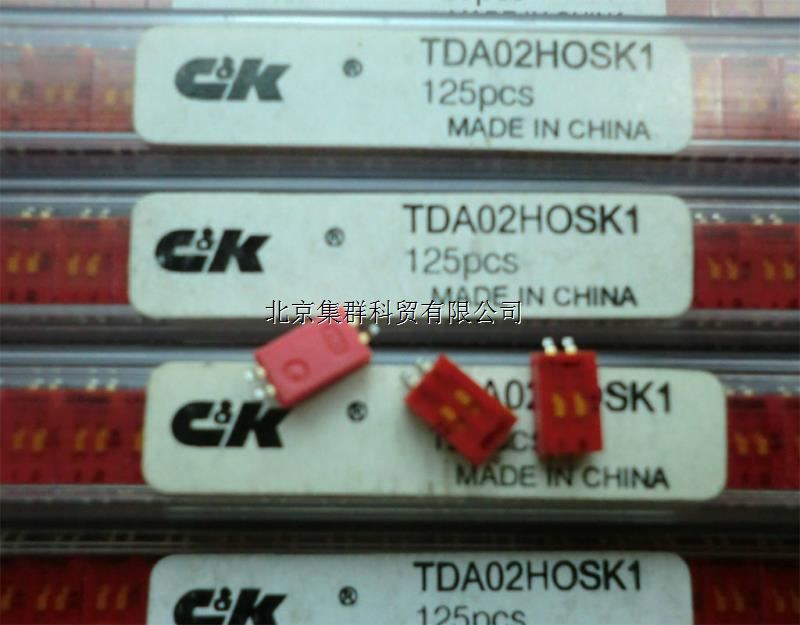 C&K ® TDA02HOSK1
125pcs
MADE IN CHINA
C&K ® TDA02HOSK1
125pcs
MADE IN CHINA
北京集群科贸有限公司
C&K ® SK1
MADE IN CHINA
C&K ® TDA02HOSK1
125pcs